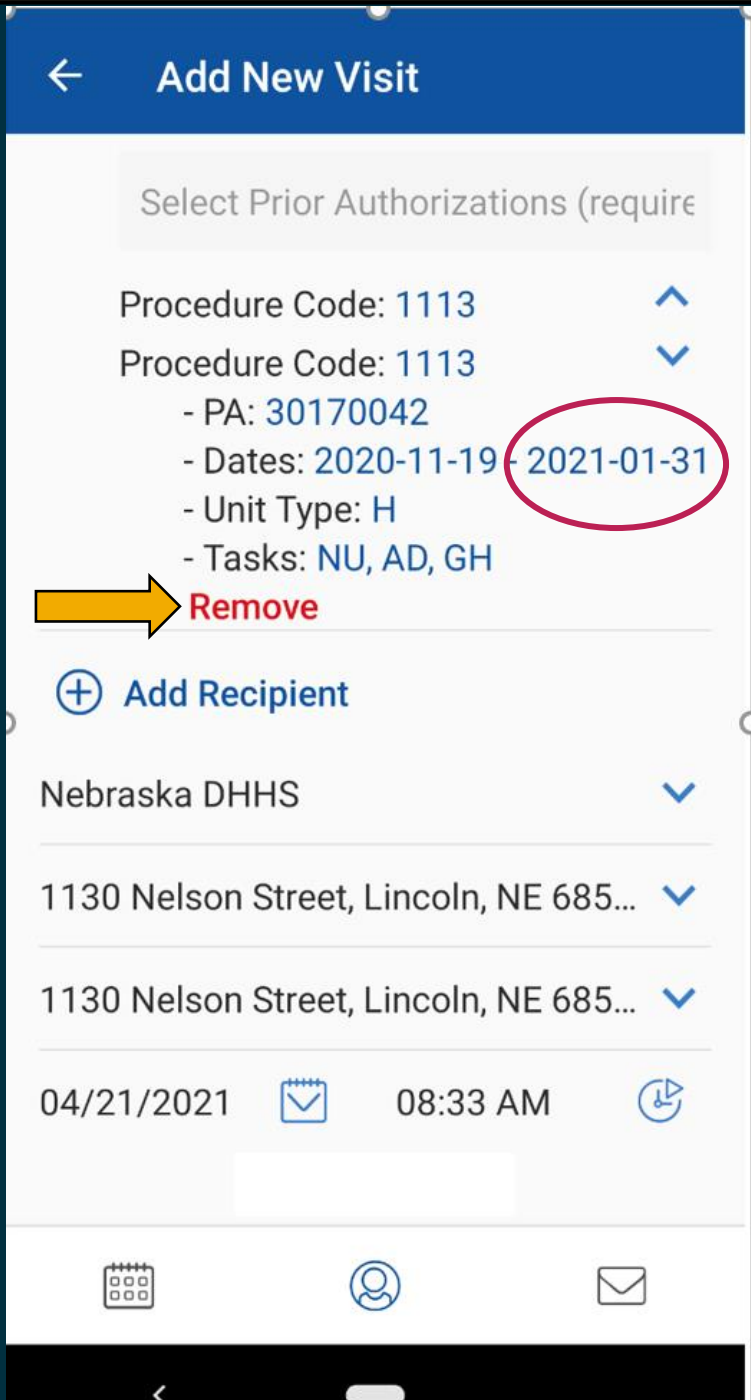 Add New Visit
Select Prior Authorizations (require
Procedure Code: 1113
Procedure Code: 1113
- PA: 30170042
- Dates: 2020-11-19 - 2021-01-31
- Unit Type: H
- Tasks: NU, AD, GH
Remove
Add Recipient
Nebraska DHHS
1130 Nelson Street, Lincoln, NE 685...
1130 Nelson Street, Lincoln, NE 685...
04/21/2021 08:33 AM